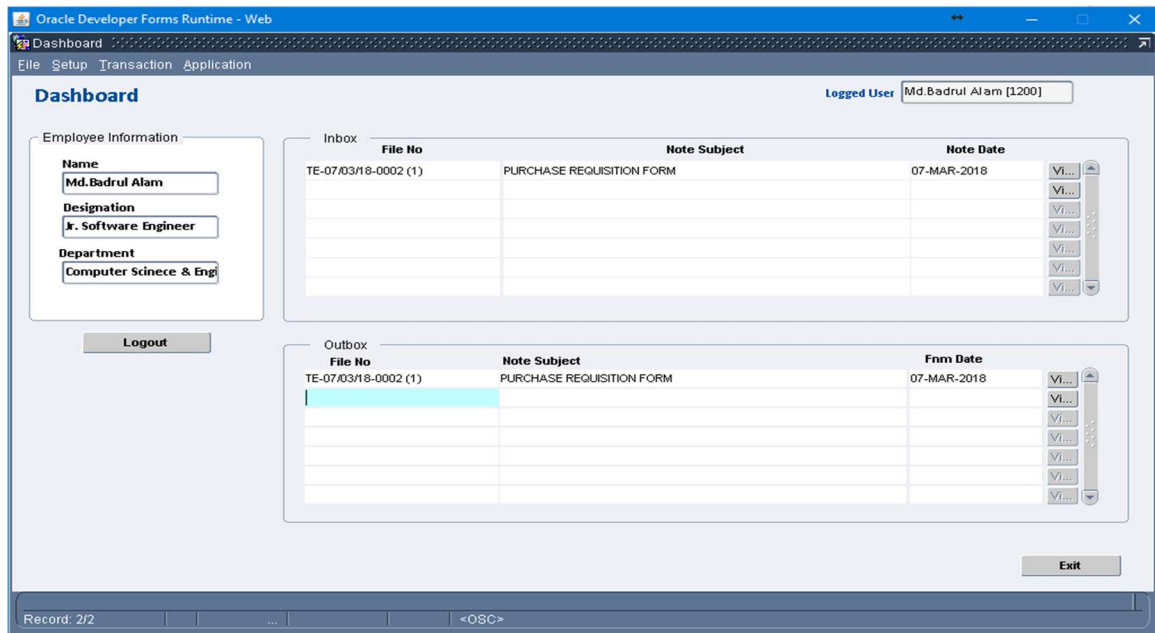 Oracle Developer Forms Runtime - Web
Dashboard
File Setup Transaction Application
Dashboard
Logged User Md.Badrul Alam [1200]
Employee Information
Name
Md.Badrul Alam
Designation
Jr. Software Engineer
Department
Computer Scinece & Engi
Logout
Inbox
File No Note Subject Note Date
TE-07/03/18-0002 (1) PURCHASE REQUISITION FORM 07-MAR-2018 Vi...
Vi...
Vi...
Vi...
Vi...
Vi...
Vi...
Outbox
File No Note Subject Fnm Date
TE-07/03/18-0002 (1) PURCHASE REQUISITION FORM 07-MAR-2018 Vi...
Vi...
Vi...
Vi...
Vi...
Vi...
Vi...
Exit
Record: 2/2 ... <OSC>